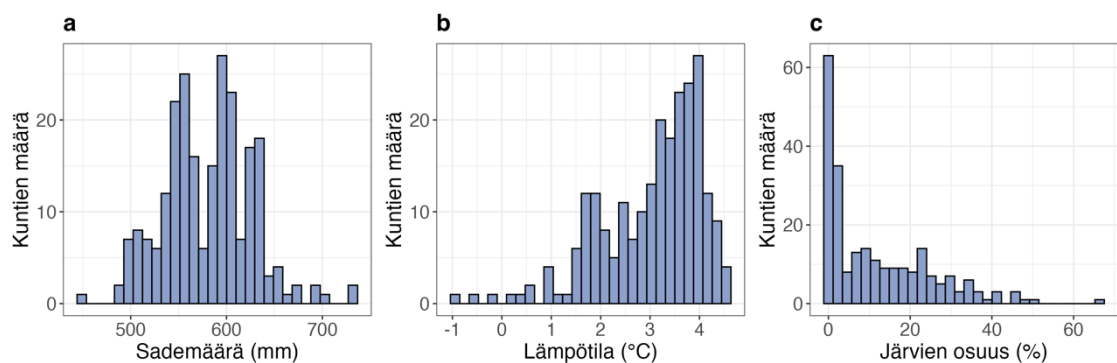 a
Kuntien määrä
20
10
0
500
600
700
Sademäärä (mm)
b
Kuntien määrä
20
10
0
-1
0
1
2
3
4
Lämpötila (°C)
c
Kuntien määrä
60
40
20
0
0
20
40
60
Järvien osuus (%)